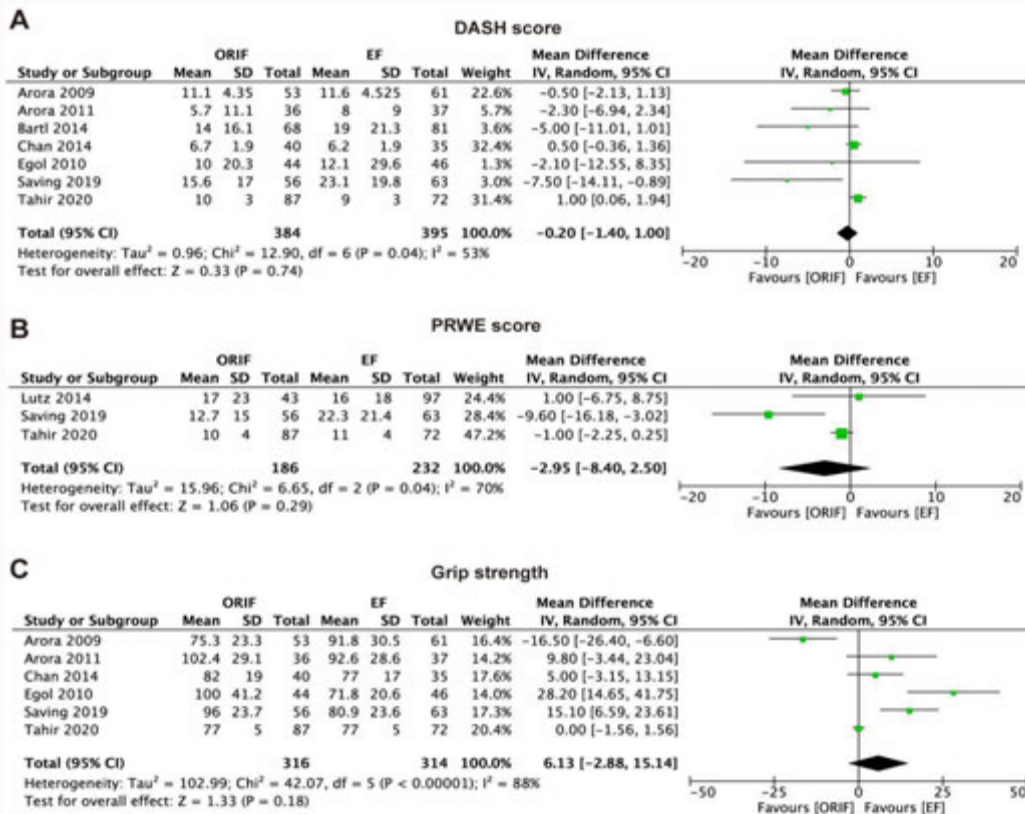 A
DASH score
ORIF EF Mean Difference Mean Difference
Study or Subgroup Mean SD Total Mean SD Total Weight IV, Random, 95% CI IV, Random, 95% CI
Arora 2009 11.1 4.35 53 11.6 4.525 61 22.6% -0.50 [-2.13, 1.13]
Arora 2011 5.7 11.1 36 8 9 37 5.7% -2.30 [-6.94, 2.34]
Bartl 2014 14 16.1 68 19 21.3 81 3.6% -5.00 [-11.01, 1.01]
Chan 2014 6.7 1.9 40 6.2 1.9 35 32.4% 0.50 [-0.36, 1.36]
Egol 2010 10 20.3 44 12.1 29.6 46 1.3% -2.10 [-12.55, 8.35]
Saving 2019 15.6 17 56 23.1 19.8 63 3.0% -7.50 [-14.11, -0.89]
Tahir 2020 10 3 87 9 3 72 31.4% 1.00 [0.06, 1.94]
Total (95% CI) 384 395 100.0% -0.20 [-1.40, 1.00]
Heterogeneity: Tau² = 0.96; Chi² = 12.90, df = 6 (P = 0.04); I² = 53%
Test for overall effect: Z = 0.33 (P = 0.74)
-20 -10 0 10 20
Favours [ORIF] Favours [EF]
B
PRWE score
ORIF EF Mean Difference Mean Difference
Study or Subgroup Mean SD Total Mean SD Total Weight IV, Random, 95% CI IV, Random, 95% CI
Lutz 2014 17 23 43 16 18 97 24.4% 1.00 [-6.75, 8.75]
Saving 2019 12.7 15 56 22.3 21.4 63 28.4% -9.60 [-16.18, -3.02]
Tahir 2020 10 4 87 11 4 72 47.2% -1.00 [-2.25, 0.25]
Total (95% CI) 186 232 100.0% -2.95 [-8.40, 2.50]
Heterogeneity: Tau² = 15.96; Chi² = 6.65, df = 2 (P = 0.04); I² = 70%
Test for overall effect: Z = 1.06 (P = 0.29)
-20 -10 0 10 20
Favours [ORIF] Favours [EF]
C
Grip strength
ORIF EF Mean Difference Mean Difference
Study or Subgroup Mean SD Total Mean SD Total Weight IV, Random, 95% CI IV, Random, 95% CI
Arora 2009 75.3 23.3 53 91.8 30.5 61 16.4% -16.50 [-26.40, -6.60]
Arora 2011 102.4 29.1 36 92.6 28.6 37 14.2% 9.80 [-3.44, 23.04]
Chan 2014 82 19 40 77 17 35 17.6% 5.00 [-3.15, 13.15]
Egol 2010 100 41.2 44 71.8 20.6 46 14.0% 28.20 [14.65, 41.75]
Saving 2019 96 23.7 56 80.9 23.6 63 17.3% 15.10 [6.59, 23.61]
Tahir 2020 77 5 87 77 5 72 20.4% 0.00 [-1.56, 1.56]
Total (95% CI) 316 314 100.0% 6.13 [-2.88, 15.14]
Heterogeneity: Tau² = 102.99; Chi² = 42.07, df = 5 (P < 0.00001); I² = 88%
Test for overall effect: Z = 1.33 (P = 0.18)
-50 -25 0 25 50
Favours [ORIF] Favours [EF]